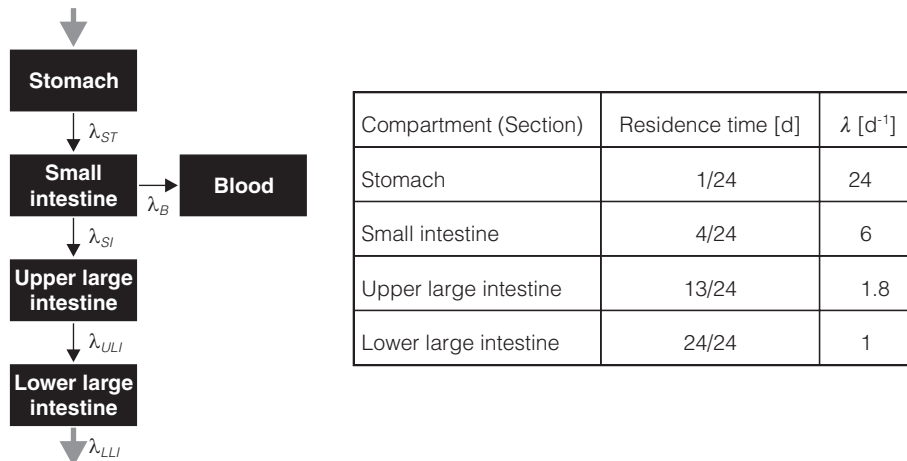 Stomach
λST
Small
intestine
λB
Blood
λSI
Upper large
intestine
λULI
Lower large
intestine
λLLI
Compartment (Section) Residence time [d] λ [d-1]
Stomach 1/24 24
Small intestine 4/24 6
Upper large intestine 13/24 1.8
Lower large intestine 24/24 1